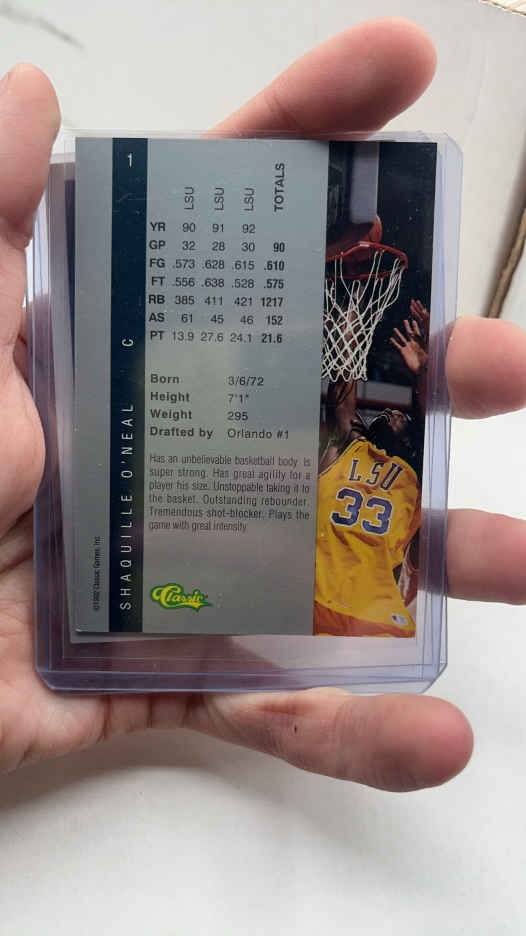 1
SHAQUILLE O'NEAL C
©1992 Classic Games, Inc.
LSU LSU LSU TOTALS
YR 90 91 92
GP 32 28 30 90
FG .573 .628 .615 .610
FT .556 .638 .528 .575
RB 385 411 421 1217
AS 61 45 46 152
PT 13.9 27.6 24.1 21.6
Born 3/6/72
Height 7'1"
Weight 295
Drafted by Orlando #1
Has an unbelievable basketball body. Is
super strong. Has great agility for a
player his size. Unstoppable taking it to
the basket. Outstanding rebounder.
Tremendous shot-blocker. Plays the
game with great intensity.
Classic
LSU
33